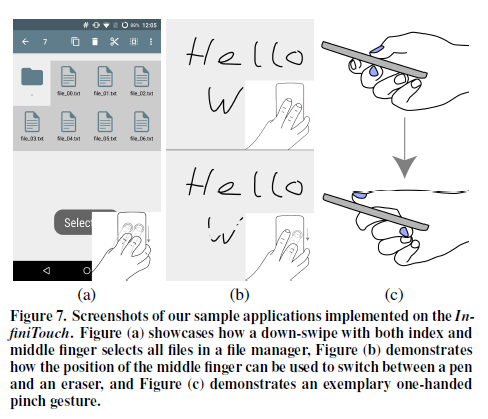 # 66% 12:05
7
.
file_00.txt file_01.txt file_02.txt
file_03.txt file_04.txt file_05.txt file_06.txt
Selec
Hello
W
Hello
W
(a) (b) (c)
Figure 7. Screenshots of our sample applications implemented on the In-
finiTouch. Figure (a) showcases how a down-swipe with both index and
middle finger selects all files in a file manager, Figure (b) demonstrates
how the position of the middle finger can be used to switch between a pen
and an eraser, and Figure (c) demonstrates an exemplary one-handed
pinch gesture.